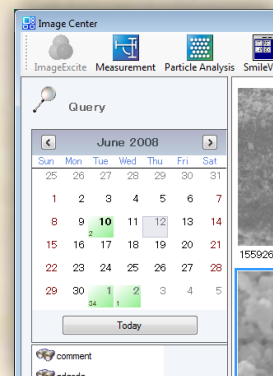 Image Center
ImageExcite Measurement Particle Analysis
Query
June 2008
Sun Mon Tue Wed Thu Fri Sat
25 26 27 28 29 30 31
1 2 3 4 5 6 7
8 9 10 11 12 13 14
2
15 16 17 18 19 20 21
22 23 24 25 26 27 28
29 30 1 2 3 4 5
34 1
Today
155926
comment